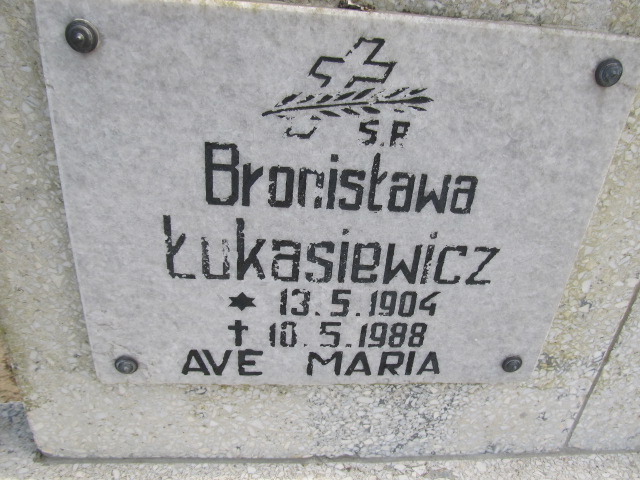 Ś.P.
Bronisława
Łukasiewicz
* 13.5.1904
† 10.5.1988
AVE MARIA